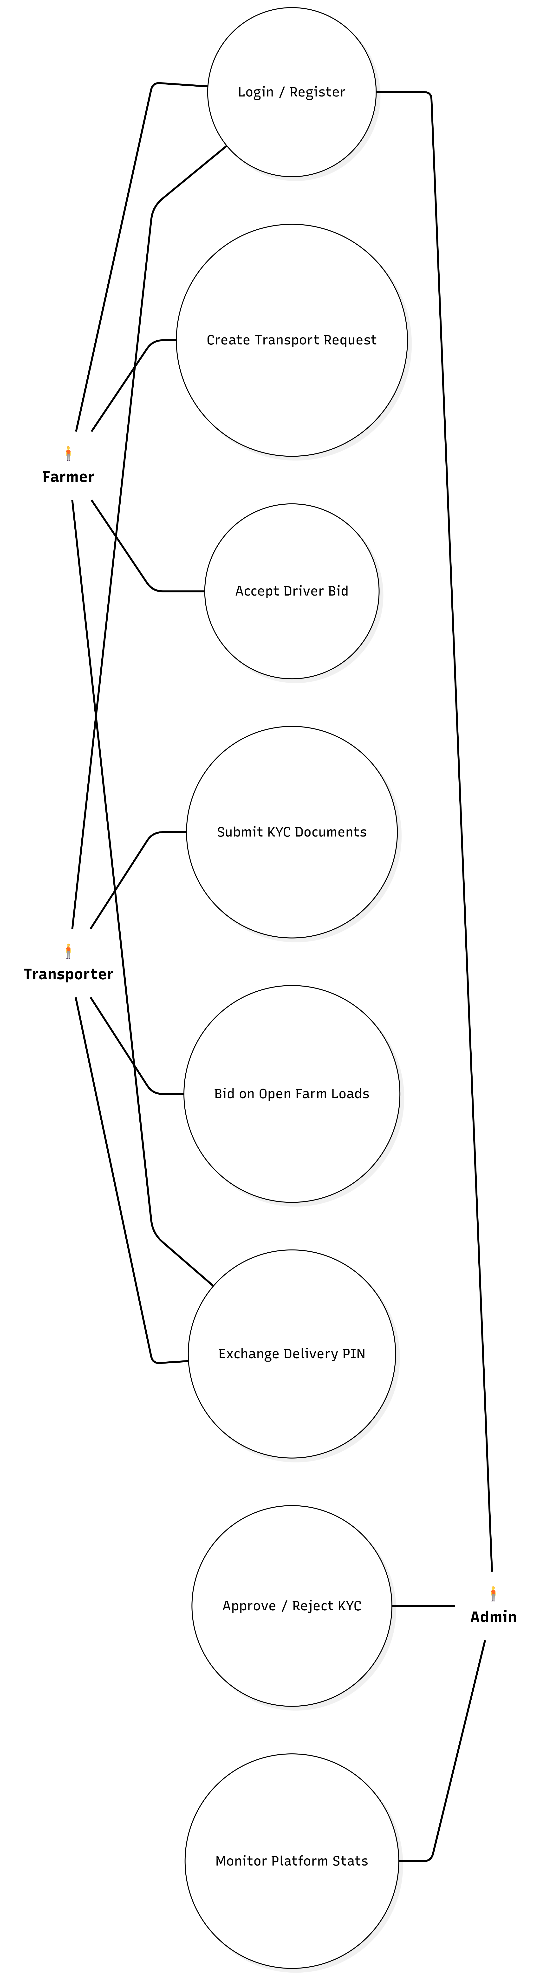 Login / Register
Create Transport Request
Farmer
Accept Driver Bid
Submit KYC Documents
Transporter
Bid on Open Farm Loads
Exchange Delivery PIN
Approve / Reject KYC
Admin
Monitor Platform Stats